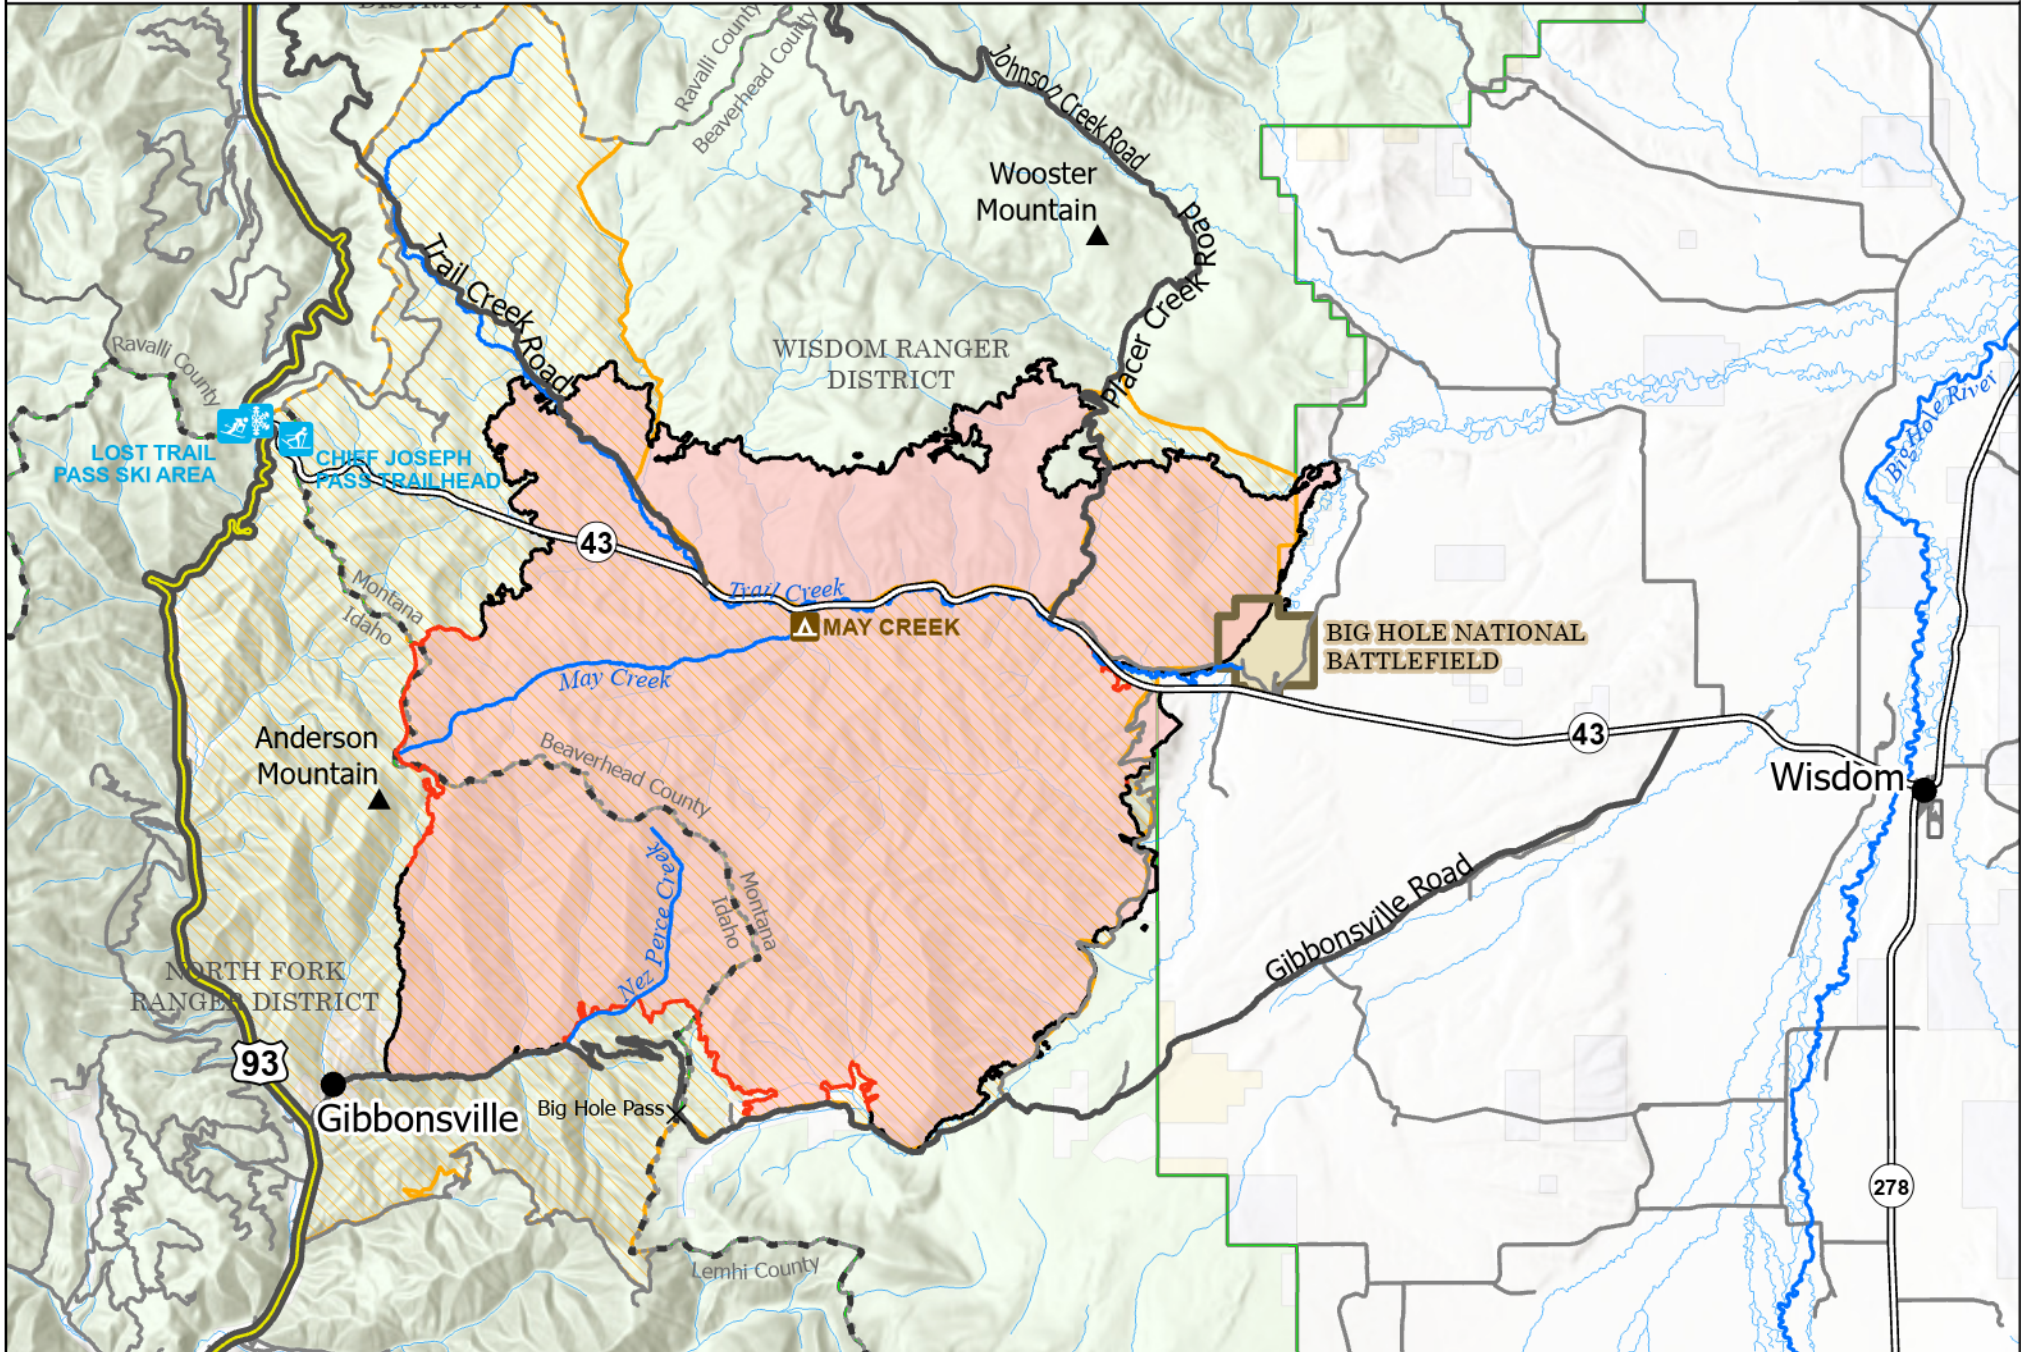 DISTRICT
Ravalli County
Beaverhead County
Johnson Creek Road
Wooster
Mountain
Placer Creek Road
Trail Creek Road
WISDOM RANGER
DISTRICT
Ravalli County
LOST TRAIL
PASS SKI AREA
CHIEF JOSEPH
PASS TRAILHEAD
Big Hole River
43
Montana
Idaho
Trail Creek
MAY CREEK
BIG HOLE NATIONAL
BATTLEFIELD
May Creek
Anderson
Mountain
Beaverhead County
43
Wisdom
Nez Perce Creek
Montana
Idaho
Gibbonsville Road
NORTH FORK
RANGER DISTRICT
93
Gibbonsville
Big Hole Pass
278
Lemhi County